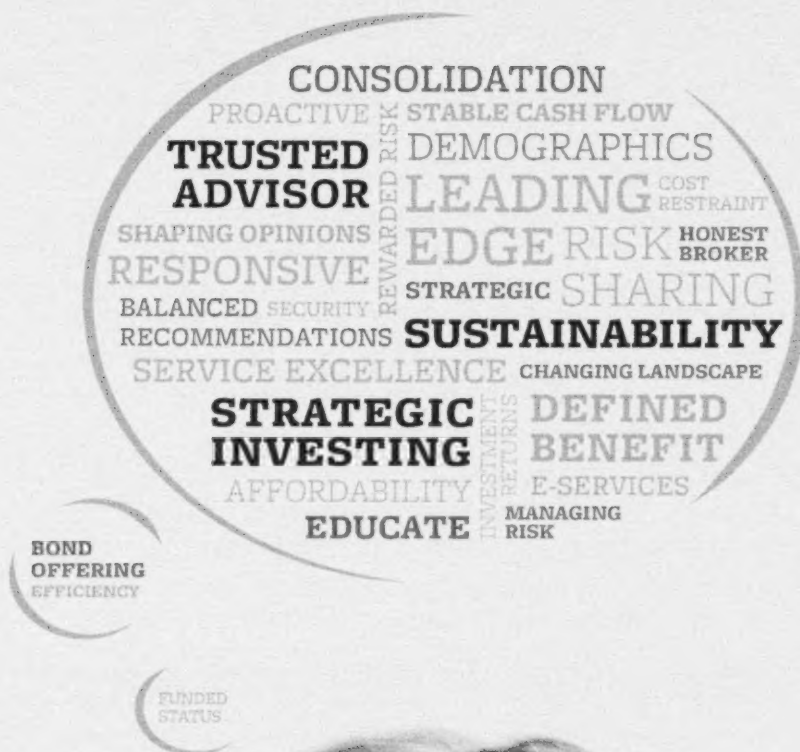 CONSOLIDATION
PROACTIVE
REWARDED RISK
STABLE CASH FLOW
TRUSTED
ADVISOR
DEMOGRAPHICS
LEADING
EDGE
COST
RESTRAINT
SHAPING OPINIONS
RISK
SHARING
HONEST
BROKER
RESPONSIVE
STRATEGIC
BALANCED
SECURITY
RECOMMENDATIONS
SUSTAINABILITY
SERVICE EXCELLENCE
CHANGING LANDSCAPE
STRATEGIC
INVESTING
INVESTMENT
RETURNS
DEFINED
BENEFIT
AFFORDABILITY
E-SERVICES
EDUCATE
MANAGING
RISK
BOND
OFFERING
EFFICIENCY
FUNDED
STATUS